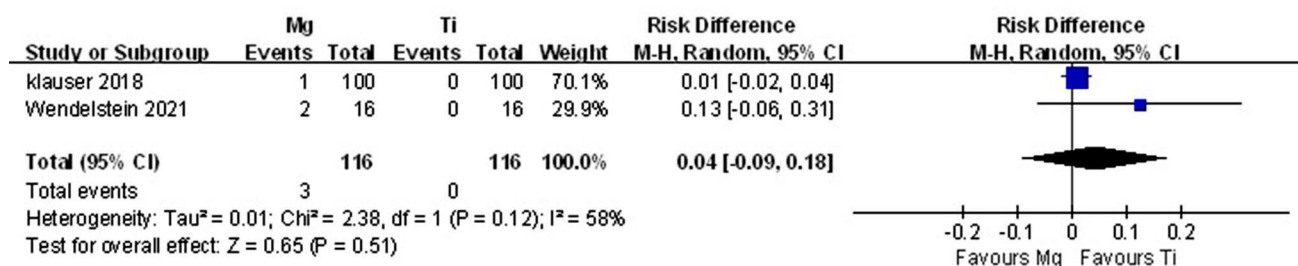 Mg Ti Risk Difference Risk Difference
Study or Subgroup Events Total Events Total Weight M-H, Random, 95% CI M-H, Random, 95% CI
klauser 2018 1 100 0 100 70.1% 0.01 [-0.02, 0.04]
Wendelstein 2021 2 16 0 16 29.9% 0.13 [-0.06, 0.31]
Total (95% CI) 116 116 100.0% 0.04 [-0.09, 0.18]
Total events 3 0
Heterogeneity: Tau² = 0.01; Chi² = 2.38, df = 1 (P = 0.12); I² = 58%
Test for overall effect: Z = 0.65 (P = 0.51)
-0.2 -0.1 0 0.1 0.2
Favours Mg Favours Ti